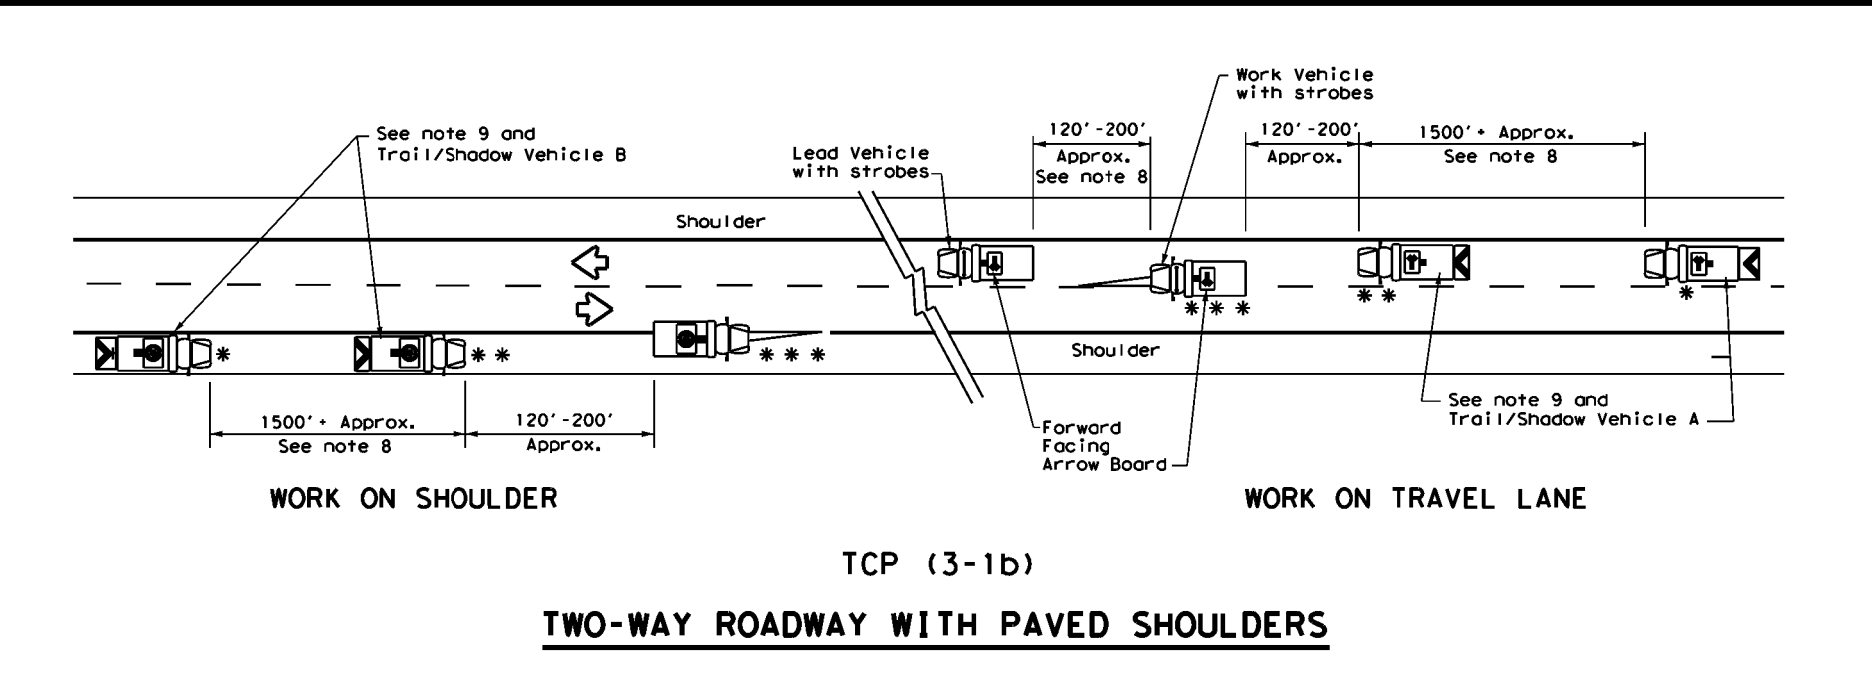 Work Vehicle
with strobes
See note 9 and
Trail/Shadow Vehicle B
Lead Vehicle
with strobes
120'-200'
Approx.
See note 8
120'-200'
Approx.
1500'+ Approx.
See note 8
Shoulder
***
**
*
*
**
***
Shoulder
1500'+ Approx.
See note 8
120'-200'
Approx.
Forward
Facing
Arrow Board
See note 9 and
Trail/Shadow Vehicle A
WORK ON SHOULDER
WORK ON TRAVEL LANE
TCP (3-1b)
TWO-WAY ROADWAY WITH PAVED SHOULDERS